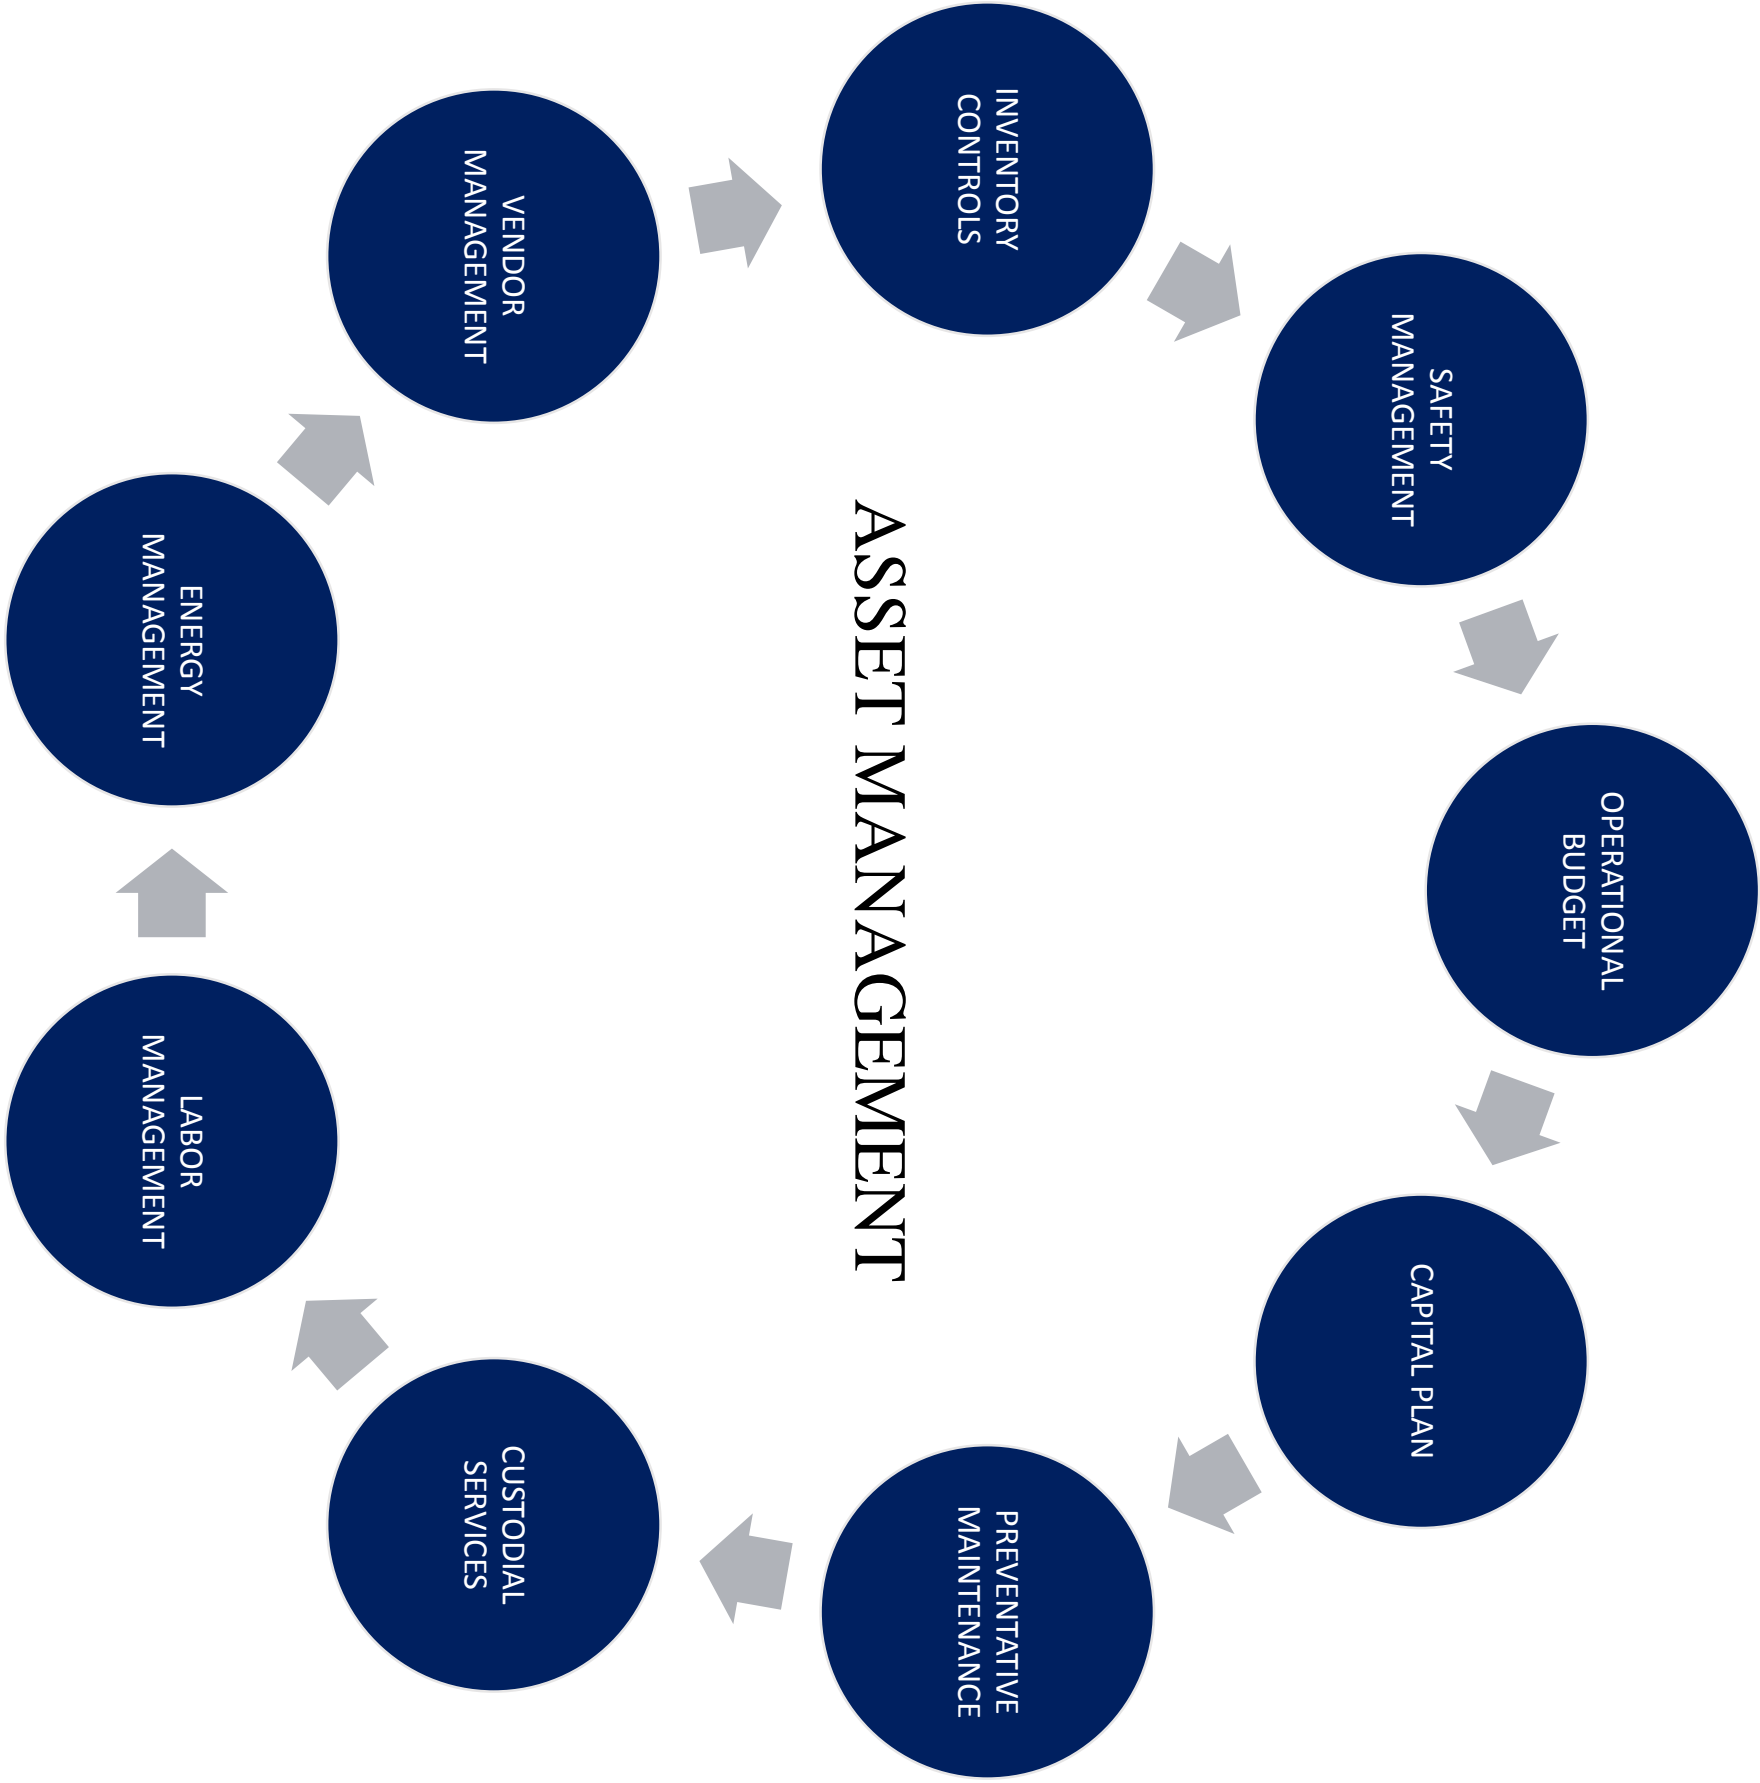 OPERATIONAL
BUDGET
CAPITAL PLAN
PREVENTATIVE
MAINTENANCE
CUSTODIAL
SERVICES
LABOR
MANAGEMENT
ENERGY
MANAGEMENT
VENDOR
MANAGEMENT
INVENTORY
CONTROLS
SAFETY
MANAGEMENT
ASSET MANAGEMENT